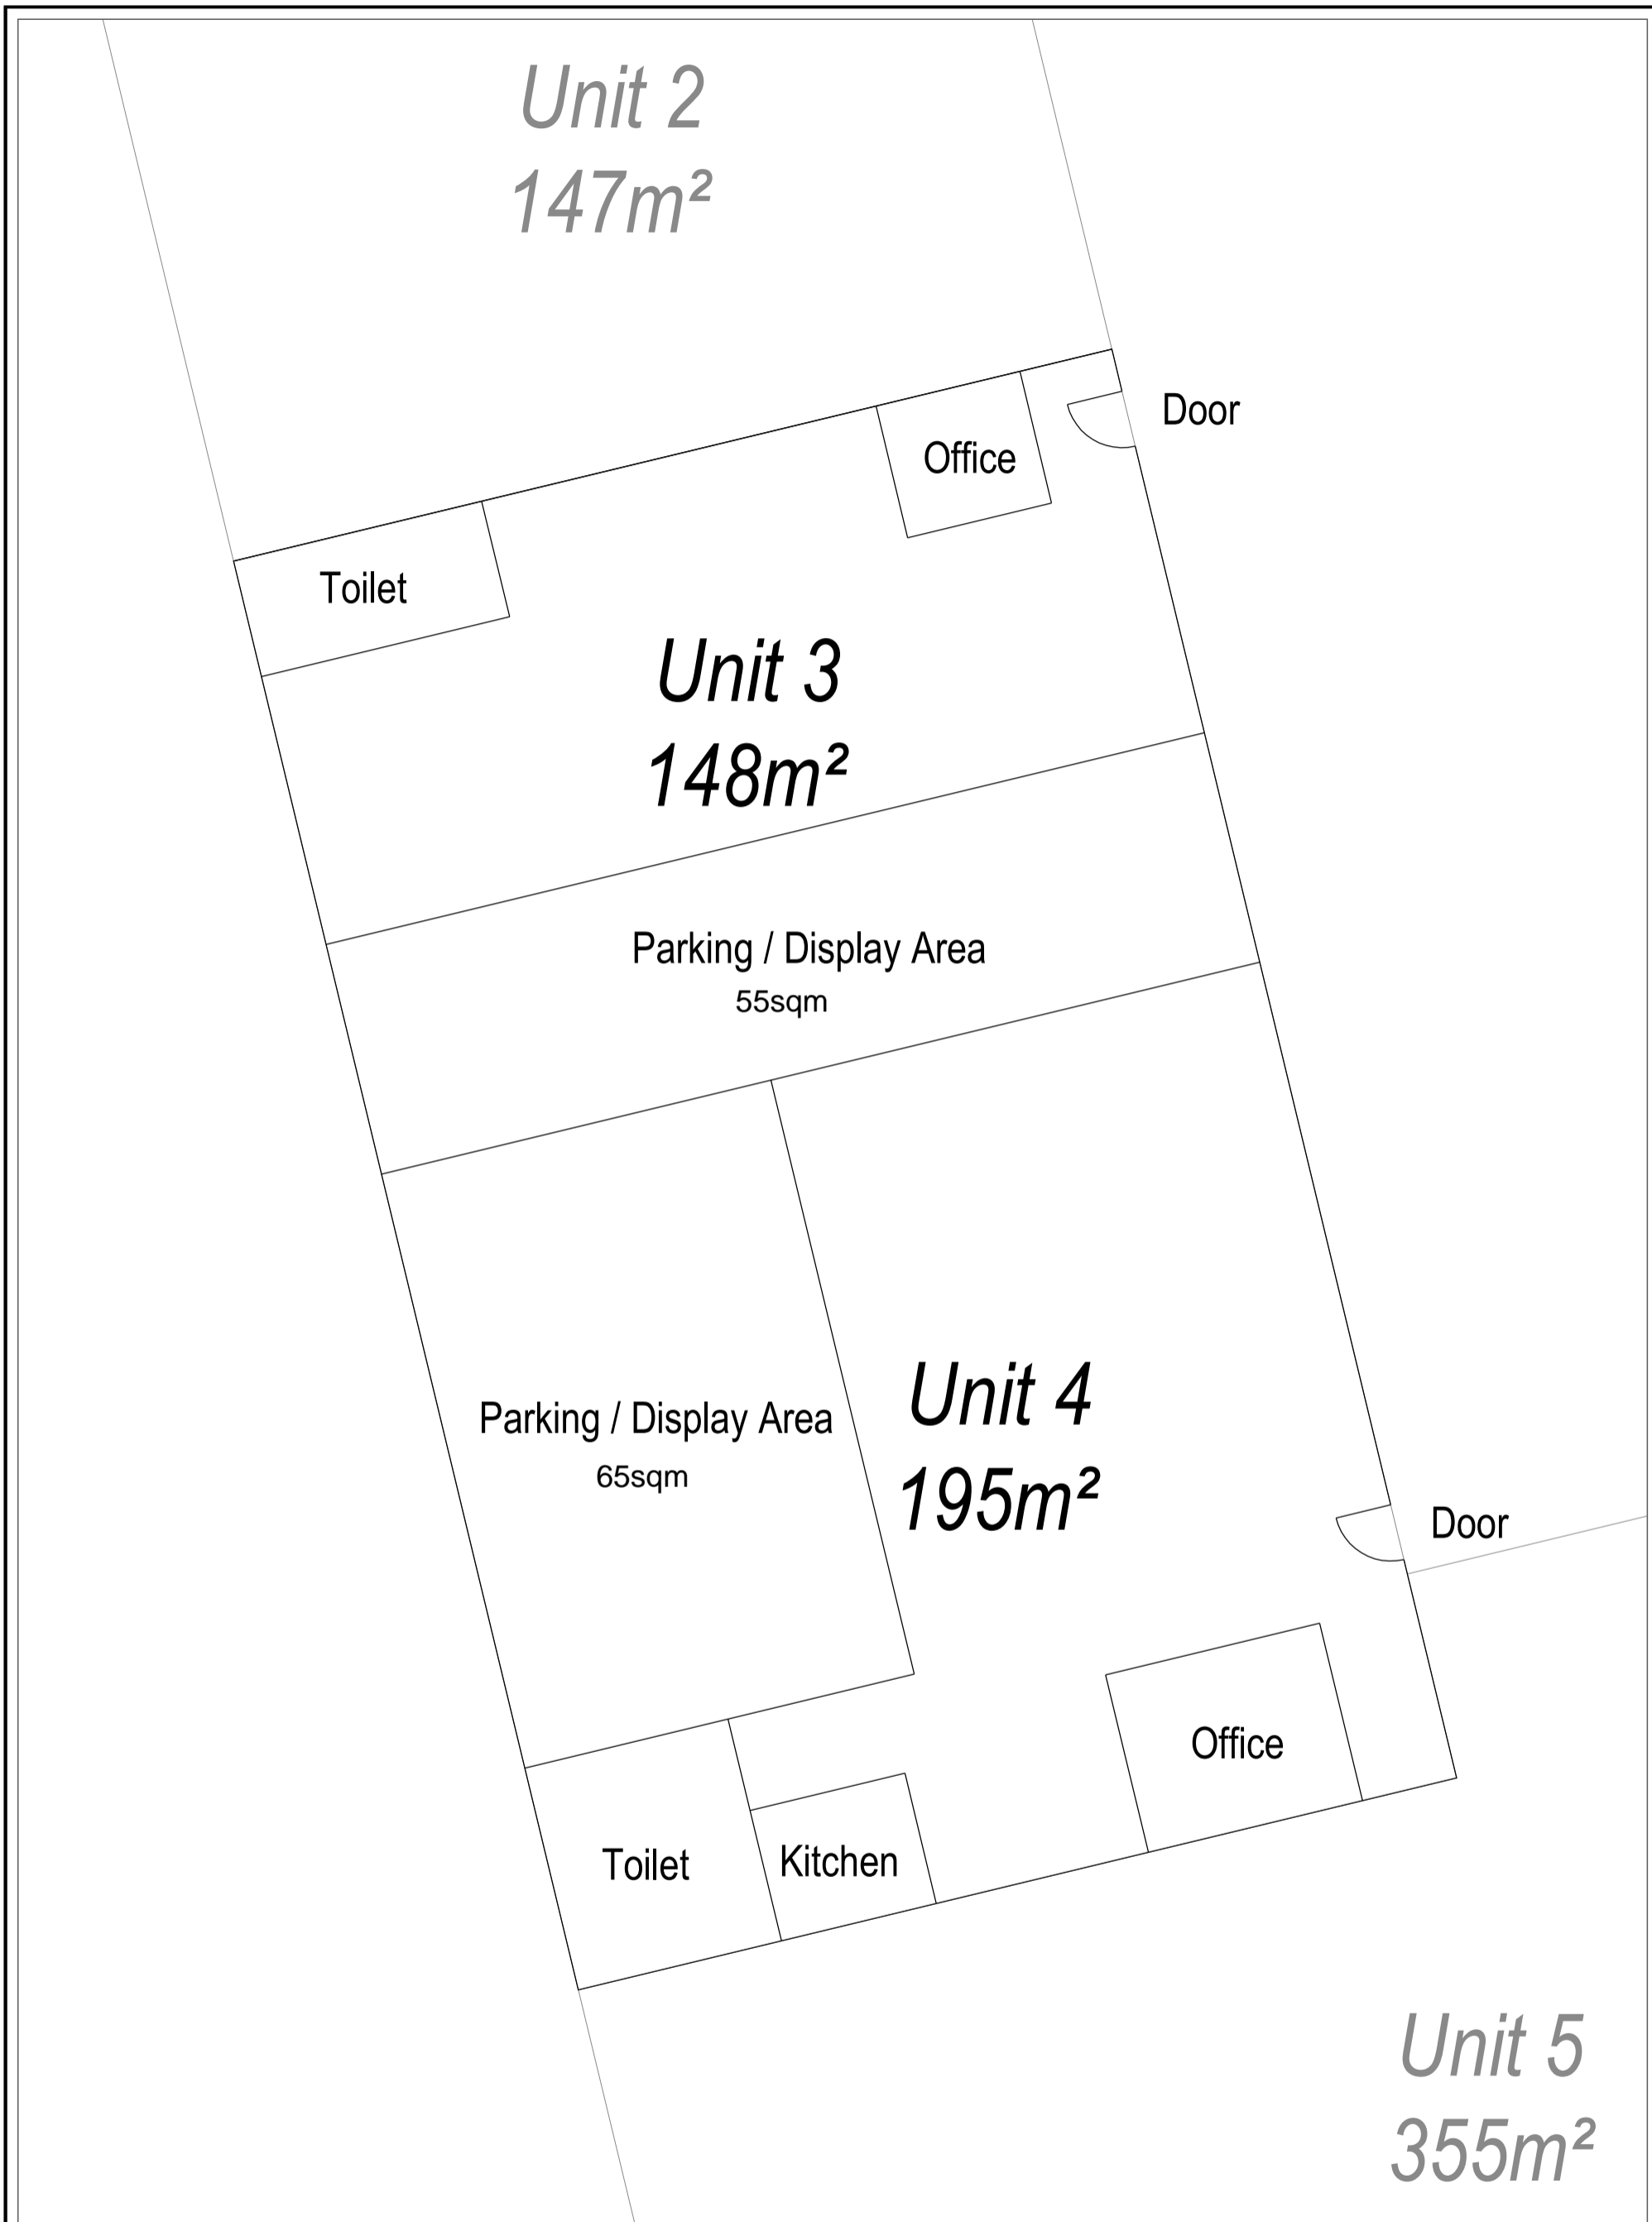 Unit 2
147m²
Door
Office
Toilet
Unit 3
148m²
Parking / Display Area
55sqm
Unit 4
195m²
Parking / Display Area
65sqm
Door
Office
Toilet
Kitchen
Unit 5
355m²